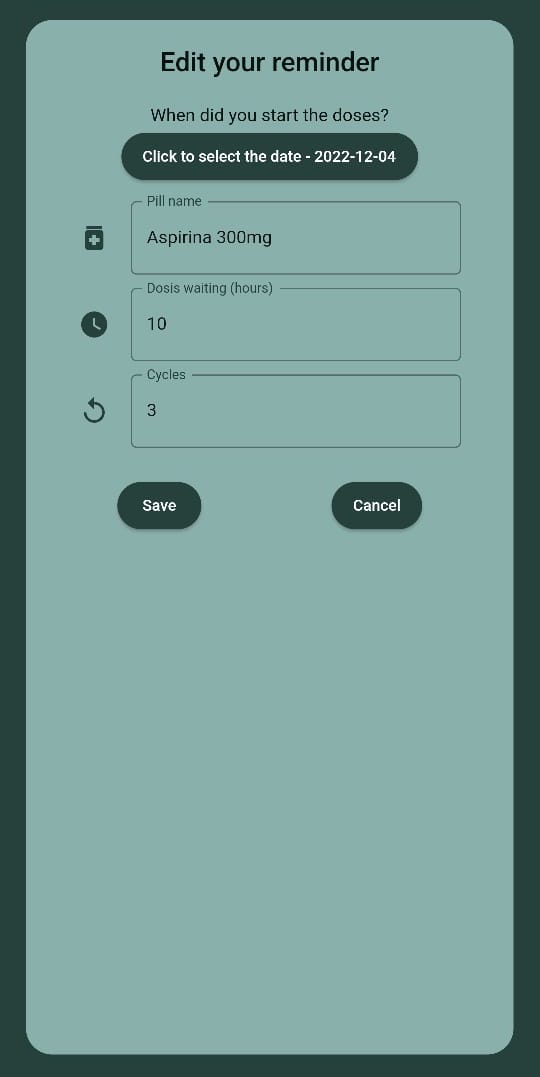 Edit your reminder
When did you start the doses?
Click to select the date - 2022-12-04
Pill name
Aspirina 300mg
Dosis waiting (hours)
10
Cycles
3
Save
Cancel